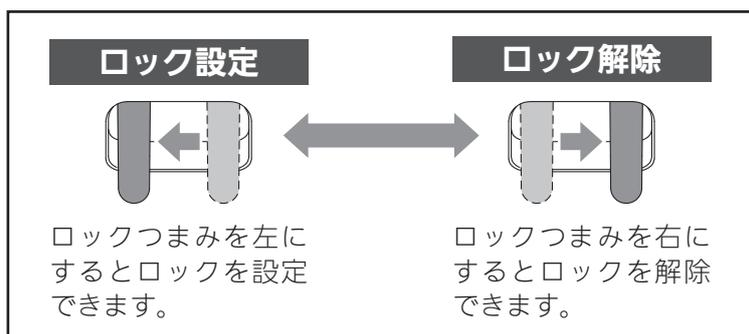 ロック設定
ロックつまみを左に
するとロックを設定
できます。
ロック解除
ロックつまみを右に
するとロックを解除
できます。